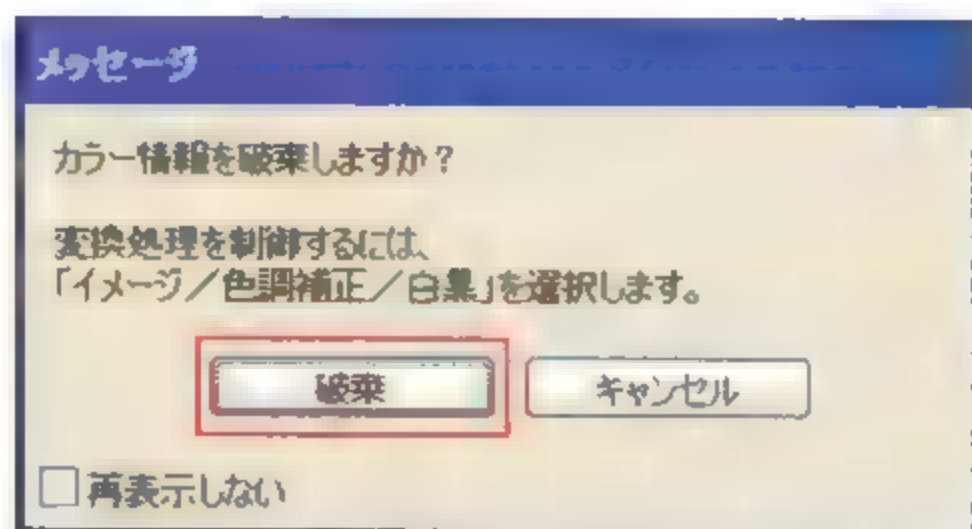 メッセージ
カラー情報を破棄しますか？
変換処理を制御するには、
「イメージ／色調補正／白黒」を選択します。
破棄
キャンセル
再表示しない